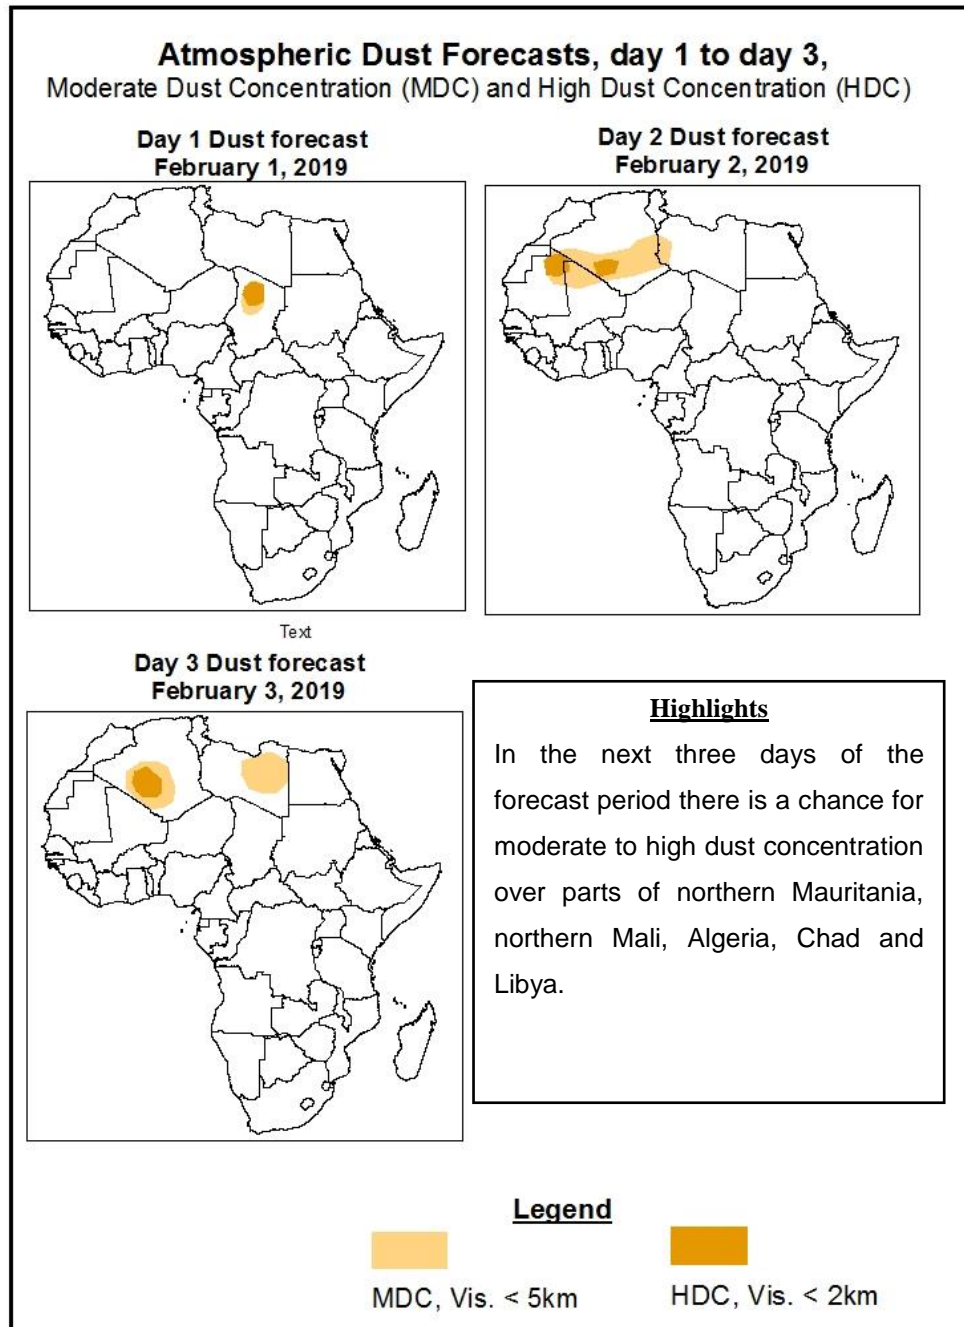 Atmospheric Dust Forecasts, day 1 to day 3,
Moderate Dust Concentration (MDC) and High Dust Concentration (HDC)
Day 1 Dust forecast
February 1, 2019
Day 2 Dust forecast
February 2, 2019
Text
Day 3 Dust forecast
February 3, 2019
Highlights
In the next three days of the
forecast period there is a chance for
moderate to high dust concentration
over parts of northern Mauritania,
northern Mali, Algeria, Chad and
Libya.
Legend
MDC, Vis. < 5km
HDC, Vis. < 2km